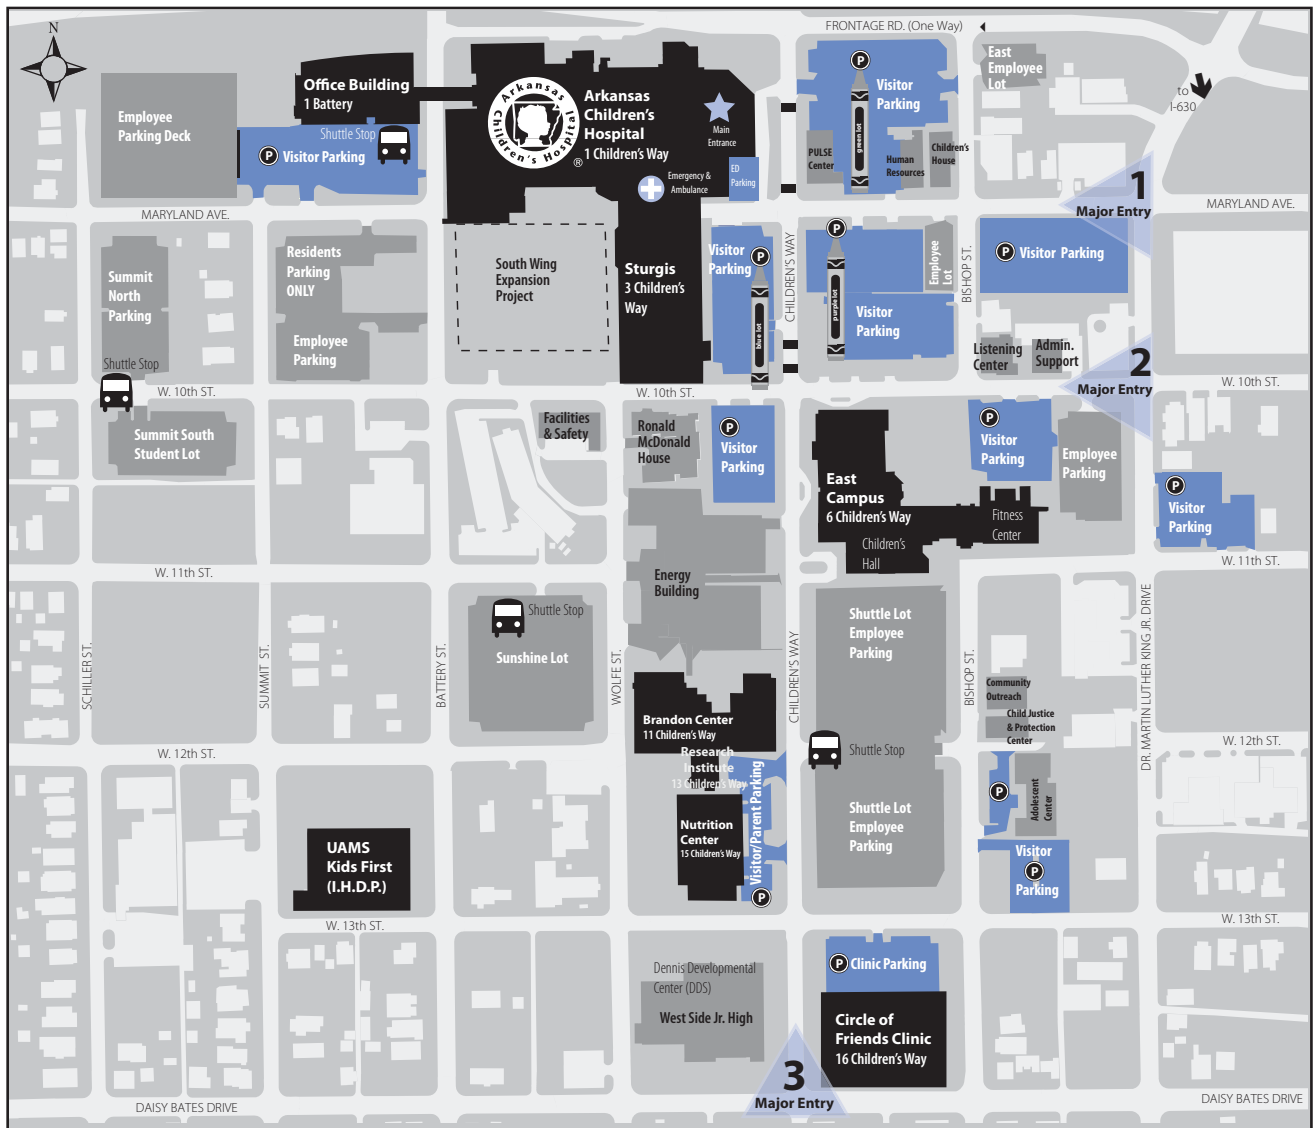 FRONTAGE RD. (One Way)
N
East
Employee
Lot
to
I-630
Office Building
1 Battery
Employee
Parking Deck
Shuttle Stop
P Visitor Parking
Arkansas Children's Hospital
®
Arkansas
Children's
Hospital
1 Children's Way
Main
Entrance
Emergency &
Ambulance
ED
Parking
P
Visitor
Parking
green lot
PULSE
Center
Human
Resources
Children's
House
1
Major Entry
MARYLAND AVE.
MARYLAND AVE.
Summit
North
Parking
Residents
Parking
ONLY
Employee
Parking
South Wing
Expansion
Project
Sturgis
3 Children's
Way
Visitor
Parking
P
blue lot
CHILDREN'S WAY
P
purple lot
Employee
Lot
Visitor
Parking
BISHOP ST.
P Visitor Parking
Listening
Center
Admin.
Support
2
Major Entry
Shuttle Stop
W. 10th ST.
W. 10th ST.
W. 10th ST.
Summit South
Student Lot
Facilities
& Safety
Ronald
McDonald
House
P
Visitor
Parking
East
Campus
6 Children's Way
Children's
Hall
Fitness
Center
P
Visitor
Parking
Employee
Parking
P
Visitor
Parking
W. 11th ST.
W. 11th ST.
Energy
Building
Shuttle Stop
Sunshine Lot
Shuttle Lot
Employee
Parking
SCHILLER ST.
SUMMIT ST.
BATTERY ST.
WOLFE ST.
CHILDREN'S WAY
BISHOP ST.
DR. MARTIN LUTHER KING JR. DRIVE
Community
Outreach
Child Justice
& Protection
Center
Brandon Center
11 Children's Way
Research
Institute
13 Children's Way
Shuttle Stop
W. 12th ST.
W. 12th ST.
Visitor/Parent Parking
P
Nutrition
Center
15 Children's Way
Shuttle Lot
Employee
Parking
P
Adolescent
Center
Visitor
P
Parking
UAMS
Kids First
(I.H.D.P.)
W. 13th ST.
W. 13th ST.
Dennis Developmental
Center (DDS)
West Side Jr. High
P Clinic Parking
Circle of
Friends Clinic
16 Children's Way
3
Major Entry
DAISY BATES DRIVE
DAISY BATES DRIVE